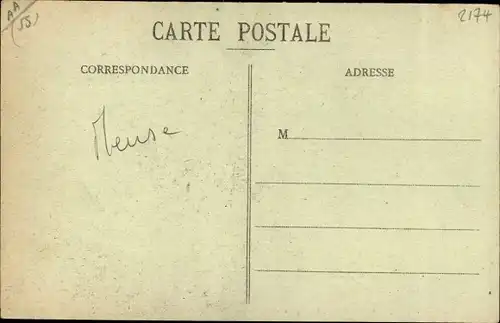 AA
55)
2174
CARTE POSTALE
CORRESPONDANCE
ADRESSE
Meuse
M